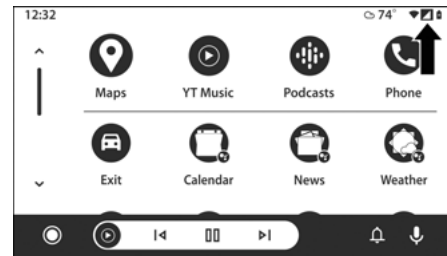 12:32
74°
Maps
YT Music
Podcasts
Phone
Exit
Calendar
News
Weather